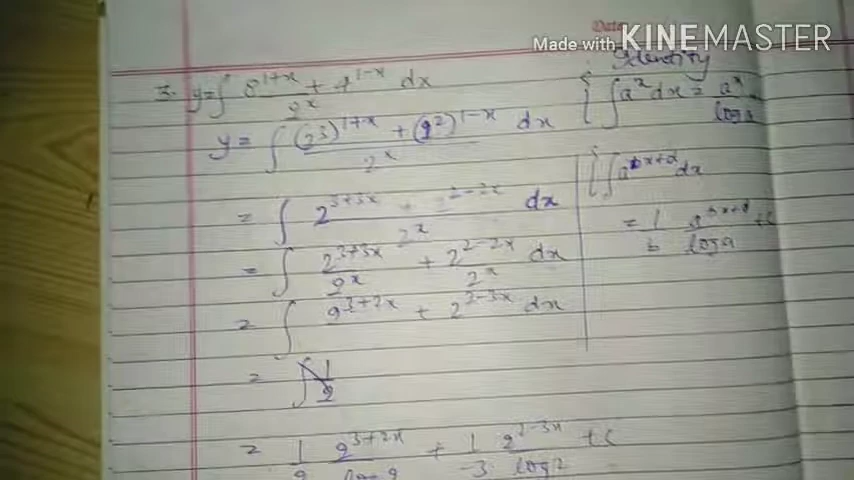 Date
Made with KINEMASTER
Identity
3. y=∫ 8^(1+x) + 4^(1-x) dx
2^x
{ ∫a^x dx = a^x
log a
y = ∫ (2^3)^(1+x) + (2^2)^(1-x) dx
2^x
{ ∫a^(bx+d) dx
= ∫ 2^(3+3x) + 2^(2-2x) dx
2^x
= 1 a^(bx+d) +c
b log a
= ∫ 2^(3+3x) + 2^(2-2x) dx
2^x 2^x
= ∫ 2^(3+2x) + 2^(2-3x) dx
= ∫ 1
2
= 1 2^(3+2x) + 1 2^(2-3x) +c
2 log 2 -3 log 2